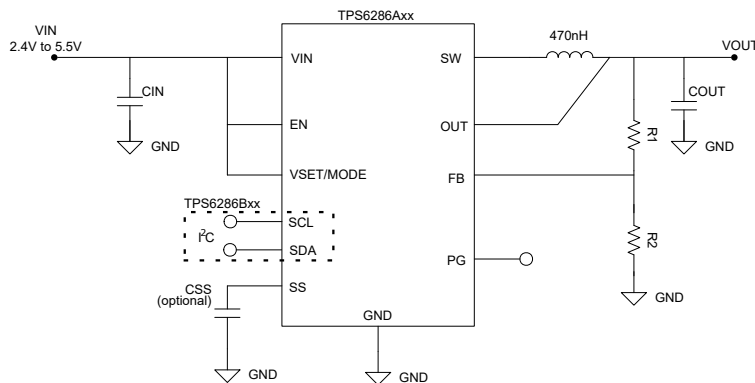 TPS6286Axx
VIN
2.4V to 5.5V
470nH
VOUT
VIN
SW
CIN
COUT
GND
GND
EN
OUT
R1
VSET/MODE
FB
TPS6286Bxx
SCL
I²C
SDA
R2
PG
CSS
(optional)
SS
GND
GND
GND
GND